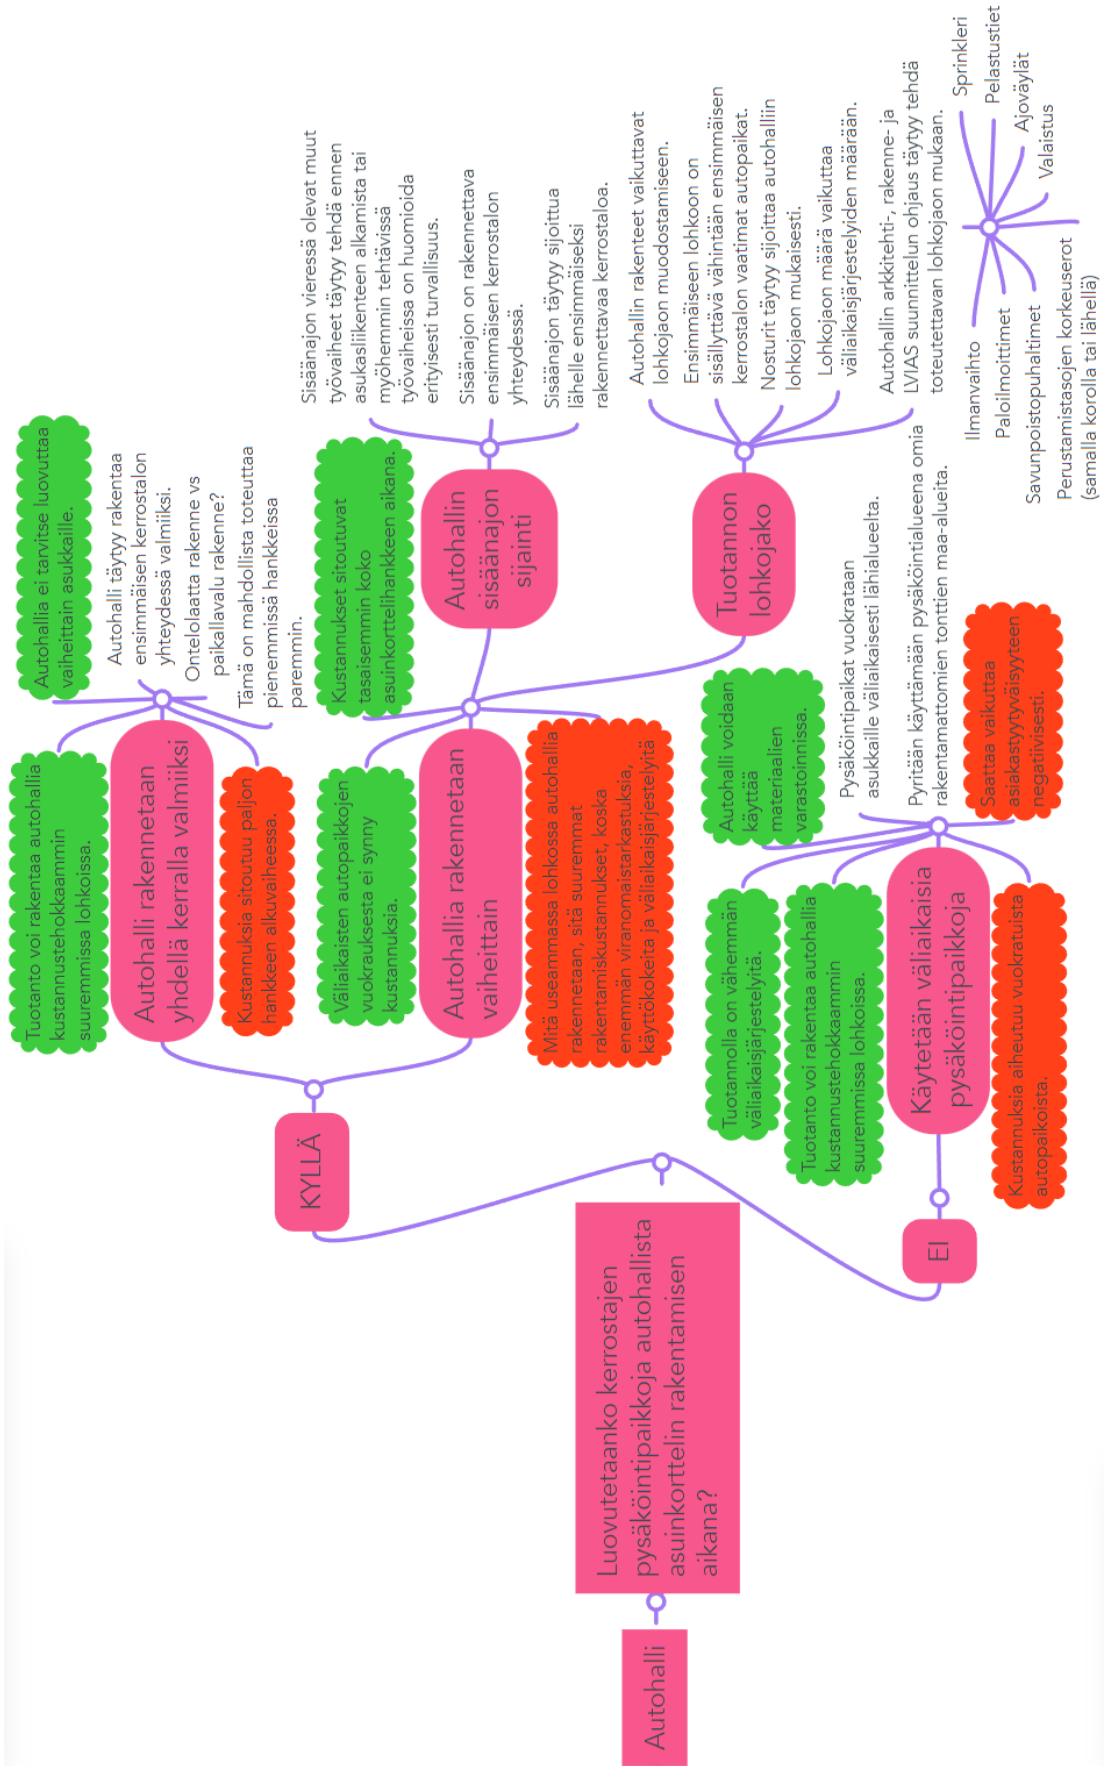 Autohalli
Luovutetaanko kerrostajen
pysäköintipaikkoja autohallista
asuinkorttelin rakentamisen
aikana?
KYLLÄ
Tuotanto voi rakentaa autohallia
kustannustehokkaammin
suuremmissa lohkoissa.
Autohallia ei tarvitse luovuttaa
vaiheittain asukkaille.
Autohalli rakennetaan
yhdellä kerralla valmiiksi
Autohalli täytyy rakentaa
ensimmäisen kerrostalon
yhteydessä valmiiksi.
Ontelolaatta rakenne vs
paikallavalu rakenne?
Tämä on mahdollista toteuttaa
pienemmissä hankkeissa
paremmin.
Kustannuksia sitoutuu paljon
hankkeen alkuvaiheessa.
Väliaikaisten autopaikkojen
vuokrauksesta ei synny
kustannuksia.
Kustannukset sitoutuvat
tasaisemmin koko
asuinkorttelihankkeen aikana.
Autohallia rakennetaan
vaiheittain
Mitä useammassa lohkossa autohallia
rakennetaan, sitä suuremmat
rakentamiskustannukset, koska
enemmän viranomaistarkastuksia,
käyttökokeita ja väliaikaisjärjestelyitä
Autohallin
sisäänajon
sijainti
Sisäänajon vieressä olevat muut
työvaiheet täytyy tehdä ennen
asukasliikenteen alkamista tai
myöhemmin tehtävissä
työvaiheissa on huomioida
erityisesti turvallisuus.
Sisäänajon on rakennettava
ensimmäisen kerrostalon
yhteydessä.
Sisäänajon täytyy sijoittua
lähelle ensimmäiseksi
rakennettavaa kerrostaloa.
Tuotannon
lohkojako
Autohallin rakenteet vaikuttavat
lohkojaon muodostamiseen.
Ensimmäiseen lohkoon on
sisällyttävä vähintään ensimmäisen
kerrostalon vaatimat autopaikat.
Nosturit täytyy sijoittaa autohalliin
lohkojaon mukaisesti.
Lohkojaon määrä vaikuttaa
väliaikaisjärjestelyiden määrään.
Autohallin arkkitehti-, rakenne- ja
LVIAS suunnittelun ohjaus täytyy tehdä
toteutettavan lohkojaon mukaan.
Ilmanvaihto
Paloilmoittimet
Savunpoistopuhaltimet
Perustamistasojen korkeuserot
(samalla korolla tai lähellä)
Sprinkleri
Pelastustiet
Ajoväylät
Valaistus
EI
Tuotannolla on vähemmän
väliaikaisjärjestelyitä.
Autohalli voidaan
käyttää
materiaalien
varastoinnissa.
Tuotanto voi rakentaa autohallia
kustannustehokkaammin
suuremmissa lohkoissa.
Käytetään väliaikaisia
pysäköintipaikkoja
Pysäköintipaikat vuokrataan
asukkaille väliaikaisesti lähialueelta.
Pyritään käyttämään pysäköintialueena omia
rakentamattomien tonttien maa-alueita.
Kustannuksia aiheutuu vuokratuista
autopaikoista.
Saattaa vaikuttaa
asiakastyytyväisyyteen
negatiivisesti.